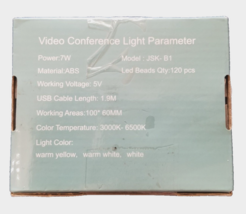 Video Conference Light Parameter
Power:7W Model: JSK- B1
Material:ABS Led Beads Qty:120 pcs
Working Voltage: 5V
USB Cable Length: 1.9M
Working Areas:100° 60MM
Color Temperature: 3000K- 6500K
Light Color:
warm yellow, warm white, white